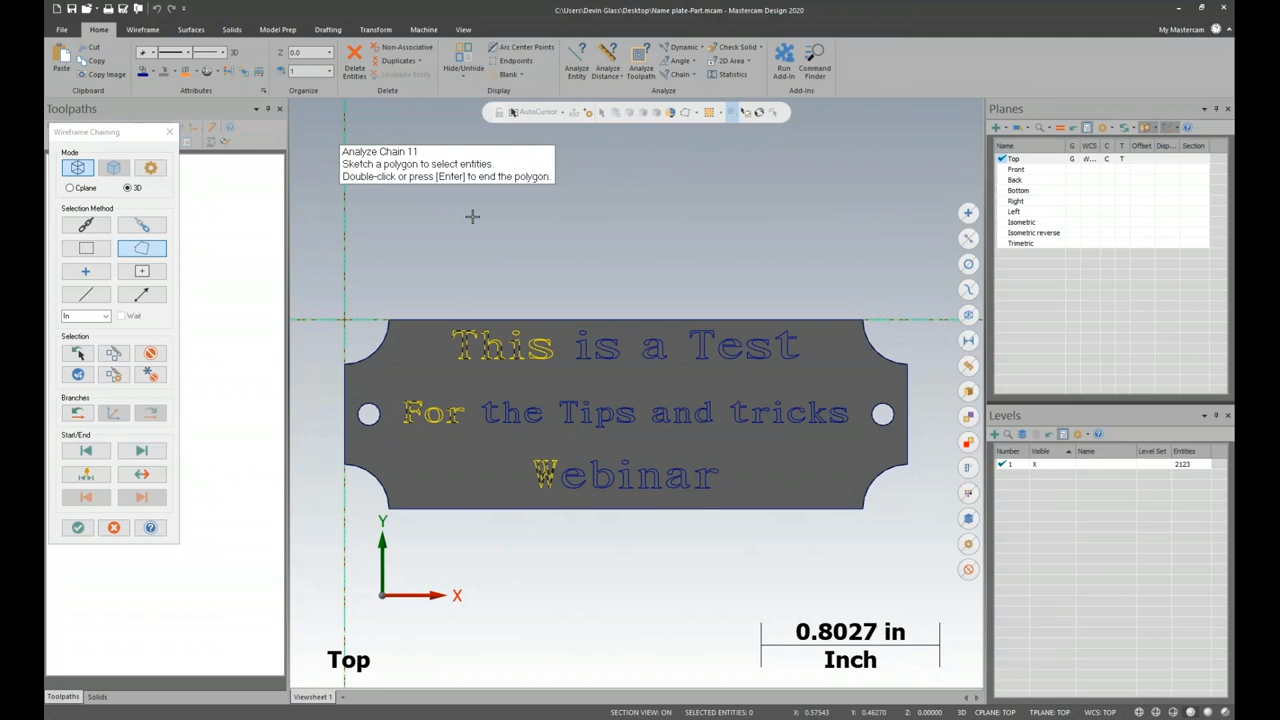 C:\Users\Devin Glass\Desktop\Name plate-Part.mcam - Mastercam Design 2020
File Home Wireframe Surfaces Solids Model Prep Drafting Transform Machine View My Mastercam
Paste
Cut
Copy
Copy Image
Clipboard
3D
Attributes
Z 0.0
1
Organize
Delete Entities
Non-Associative
Duplicates
Undelete Entity
Delete
Hide/Unhide
Arc Center Points
Endpoints
Blank
Display
Analyze Entity
Analyze Distance
Analyze Toolpath
Dynamic
Angle
Chain
Check Solid
2D Area
Statistics
Analyze
Run Add-In
Command Finder
Add-Ins
Toolpaths
Wireframe Chaining
Mode
Cplane 3D
Selection Method
In Wait
Selection
Branches
Start/End
Toolpaths Solids
AutoCursor
Analyze Chain 11
Sketch a polygon to select entities.
Double-click or press [Enter] to end the polygon.
This is a Test
For the Tips and tricks
Webinar
Y
X
Top
0.8027 in
Inch
Viewsheet 1
Planes
Name G WCS C T Offset Disp... Section
Top G W... C T
Front
Back
Bottom
Right
Left
Isometric
Isometric reverse
Trimetric
Levels
Number Visible Name Level Set Entities
1 X 2123
SECTION VIEW: ON SELECTED ENTITIES: 0 X: 0.57543 Y: 0.46270 Z: 0.00000 3D CPLANE: TOP TPLANE: TOP WCS: TOP